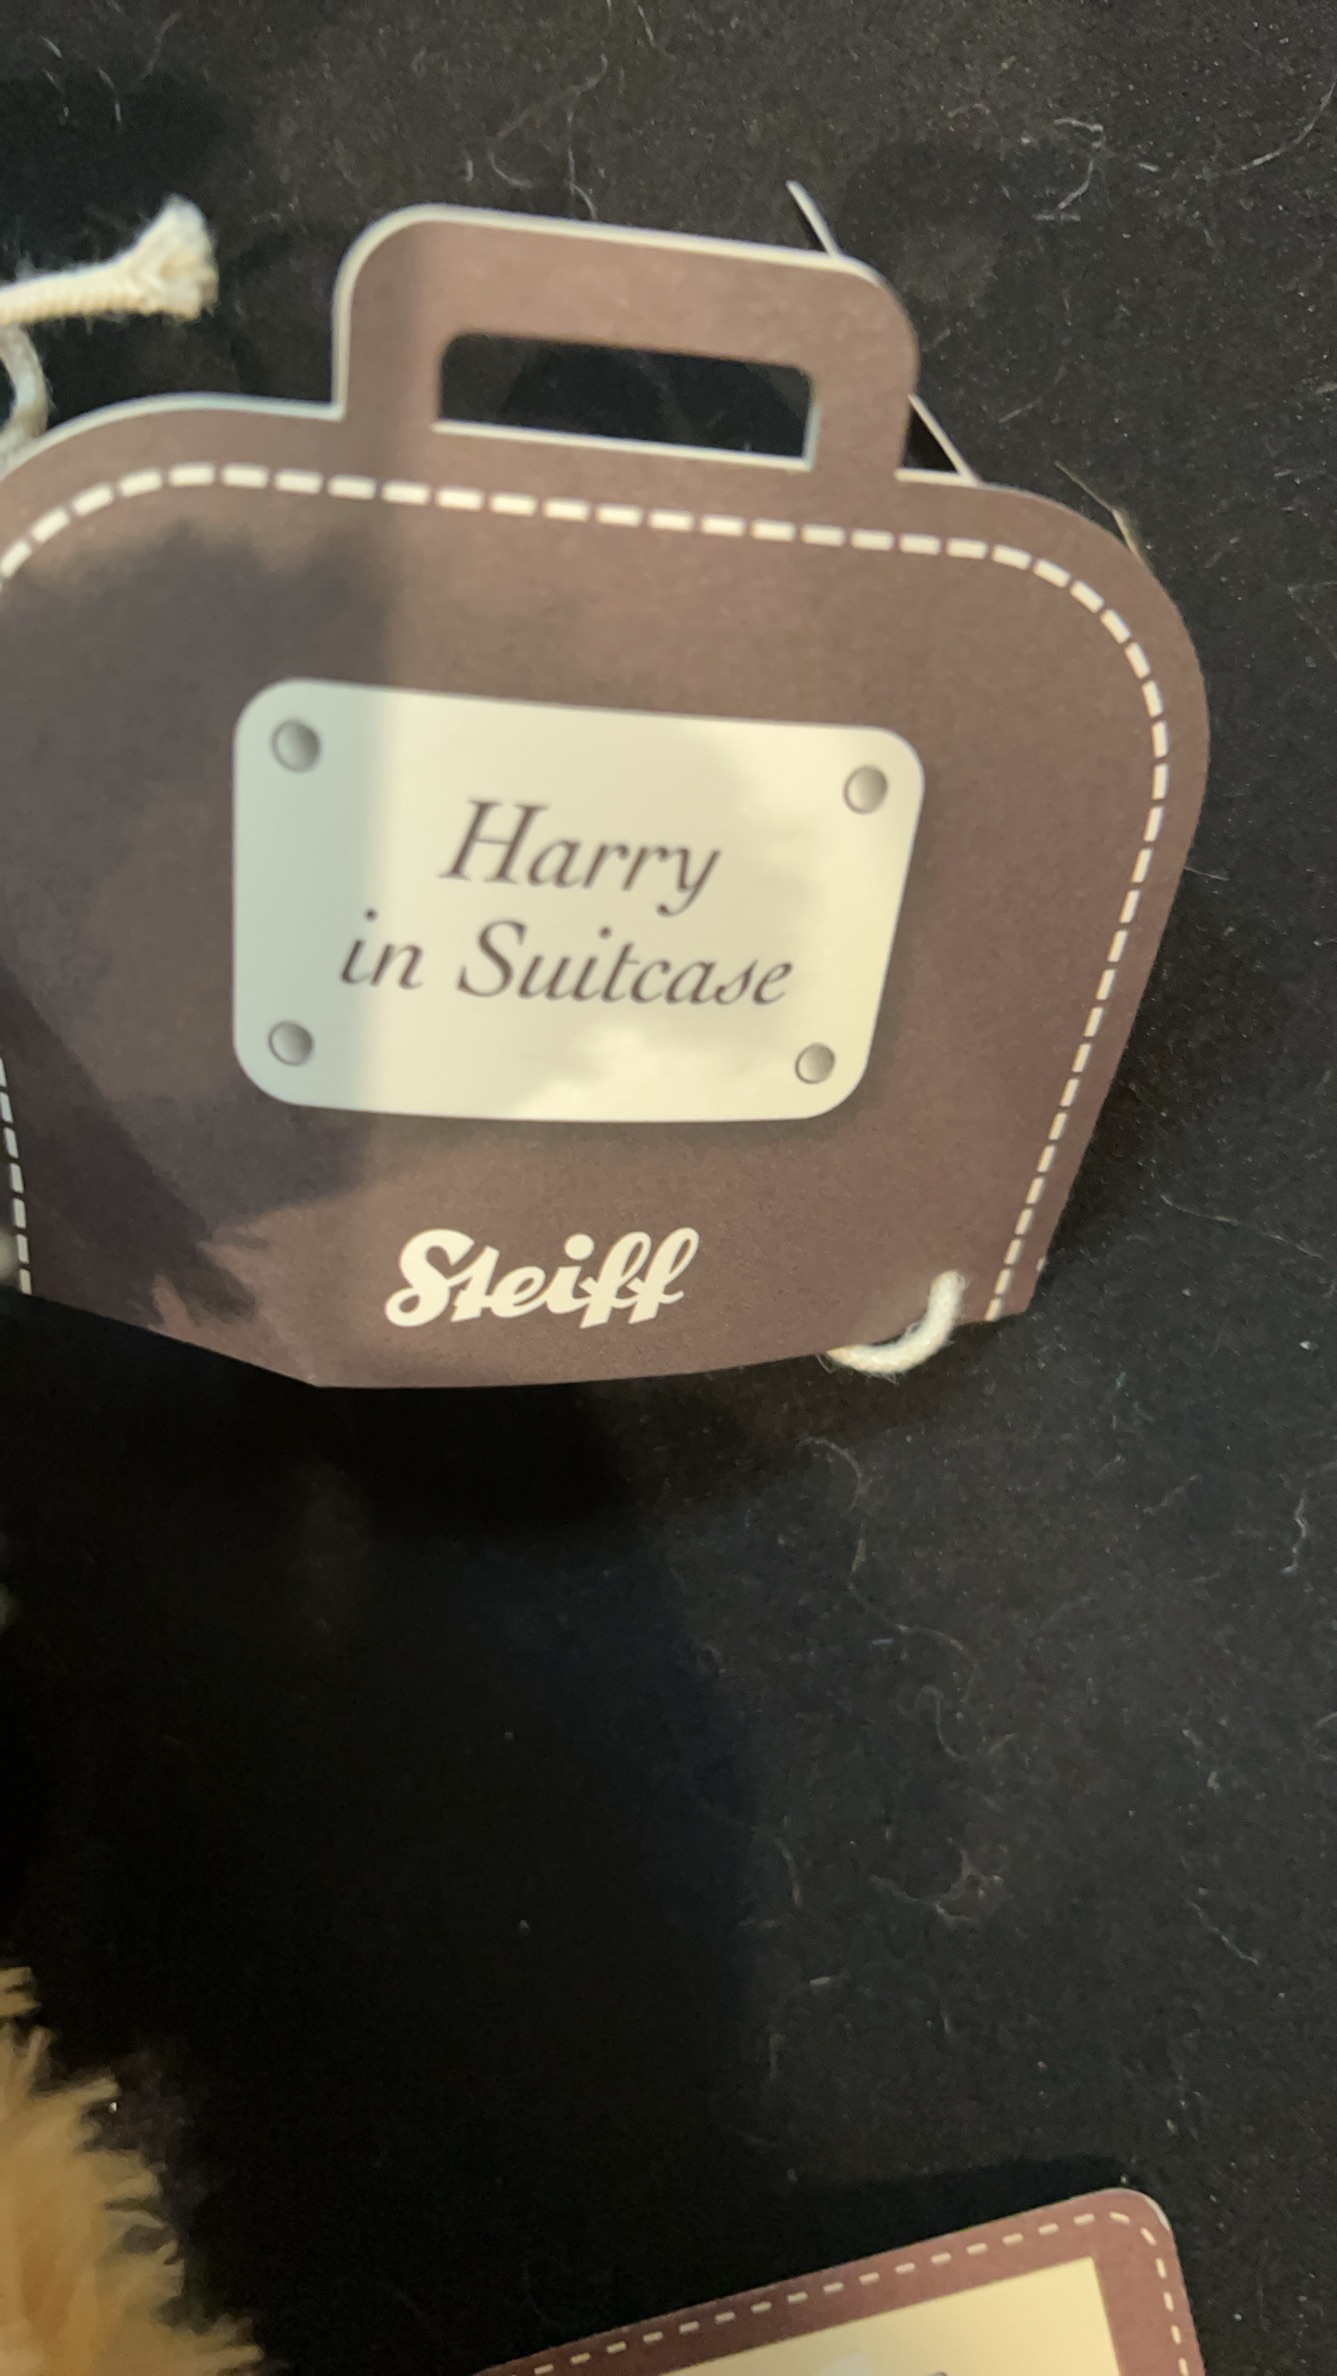 Harry
in Suitcase
Steiff